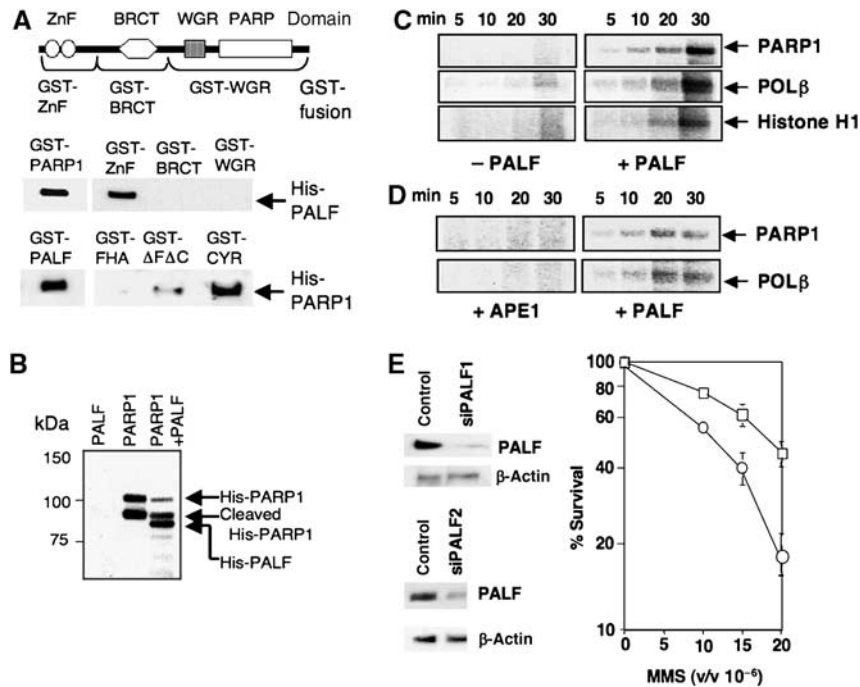 A
ZnF BRCT WGR PARP Domain
GST-ZnF GST-BRCT GST-WGR GST-fusion
GST-PARP1 GST-ZnF GST-BRCT GST-WGR
His-PALF
GST-PALF GST-FHA GST-ΔFΔC GST-CYR
His-PARP1
B
kDa PALF PARP1 PARP1 +PALF
150
100
75
His-PARP1
Cleaved His-PARP1
His-PALF
C
min 5 10 20 30 5 10 20 30
PARP1
POLβ
Histone H1
– PALF + PALF
D
min 5 10 20 30 5 10 20 30
PARP1
POLβ
+ APE1 + PALF
E
Control siPALF1
PALF
β-Actin
Control siPALF2
PALF
β-Actin
% Survival
100
80
60
40
20
10
0 5 10 15 20
MMS (v/v 10⁻⁶)